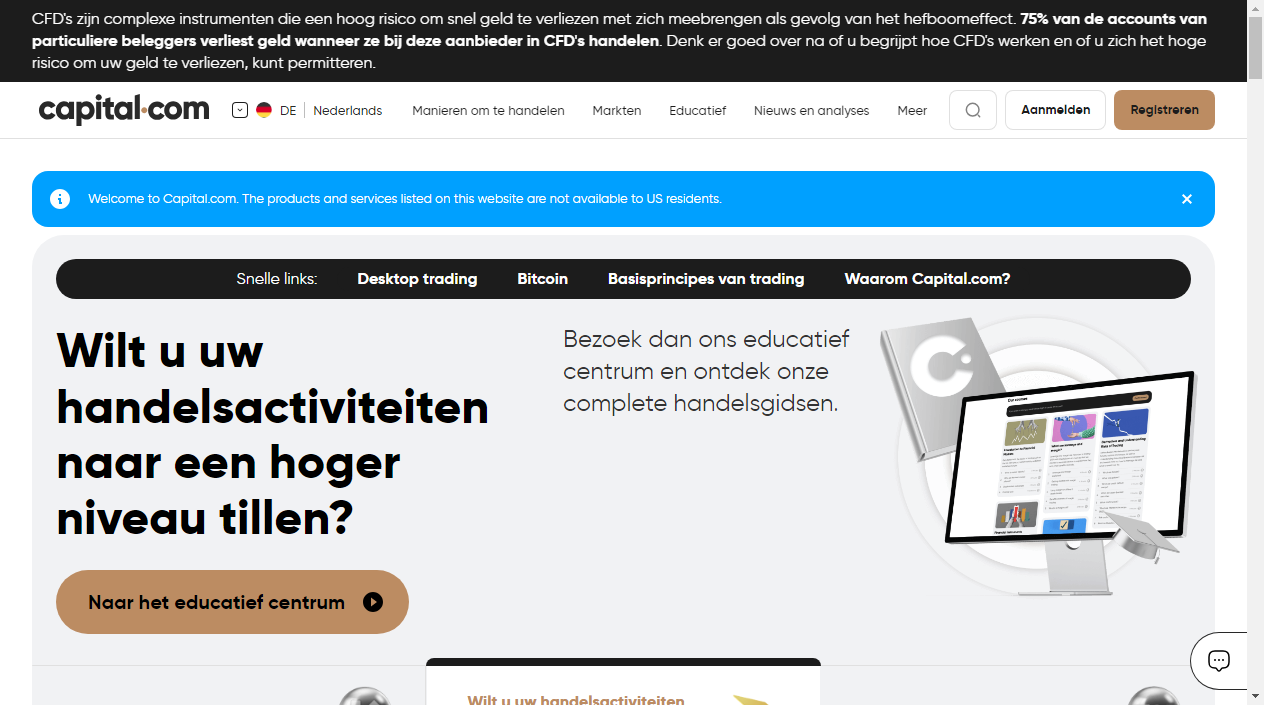 CFD's zijn complexe instrumenten die een hoog risico om snel geld te verliezen met zich meebrengen als gevolg van het hefboomeffect. 75% van de accounts van
particuliere beleggers verliest geld wanneer ze bij deze aanbieder in CFD's handelen. Denk er goed over na of u begrijpt hoe CFD's werken en of u zich het hoge
risico om uw geld te verliezen, kunt permitteren.
capital.com
DE
Nederlands
Manieren om te handelen
Markten
Educatief
Nieuws en analyses
Meer
Aanmelden
Registreren
Welcome to Capital.com. The products and services listed on this website are not available to US residents.
Snelle links:
Desktop trading
Bitcoin
Basisprincipes van trading
Waarom Capital.com?
Wilt u uw
handelsactiviteiten
naar een hoger
niveau tillen?
Bezoek dan ons educatief
centrum en ontdek onze
complete handelsgidsen.
Naar het educatief centrum
Wilt u uw handelsactiviteiten